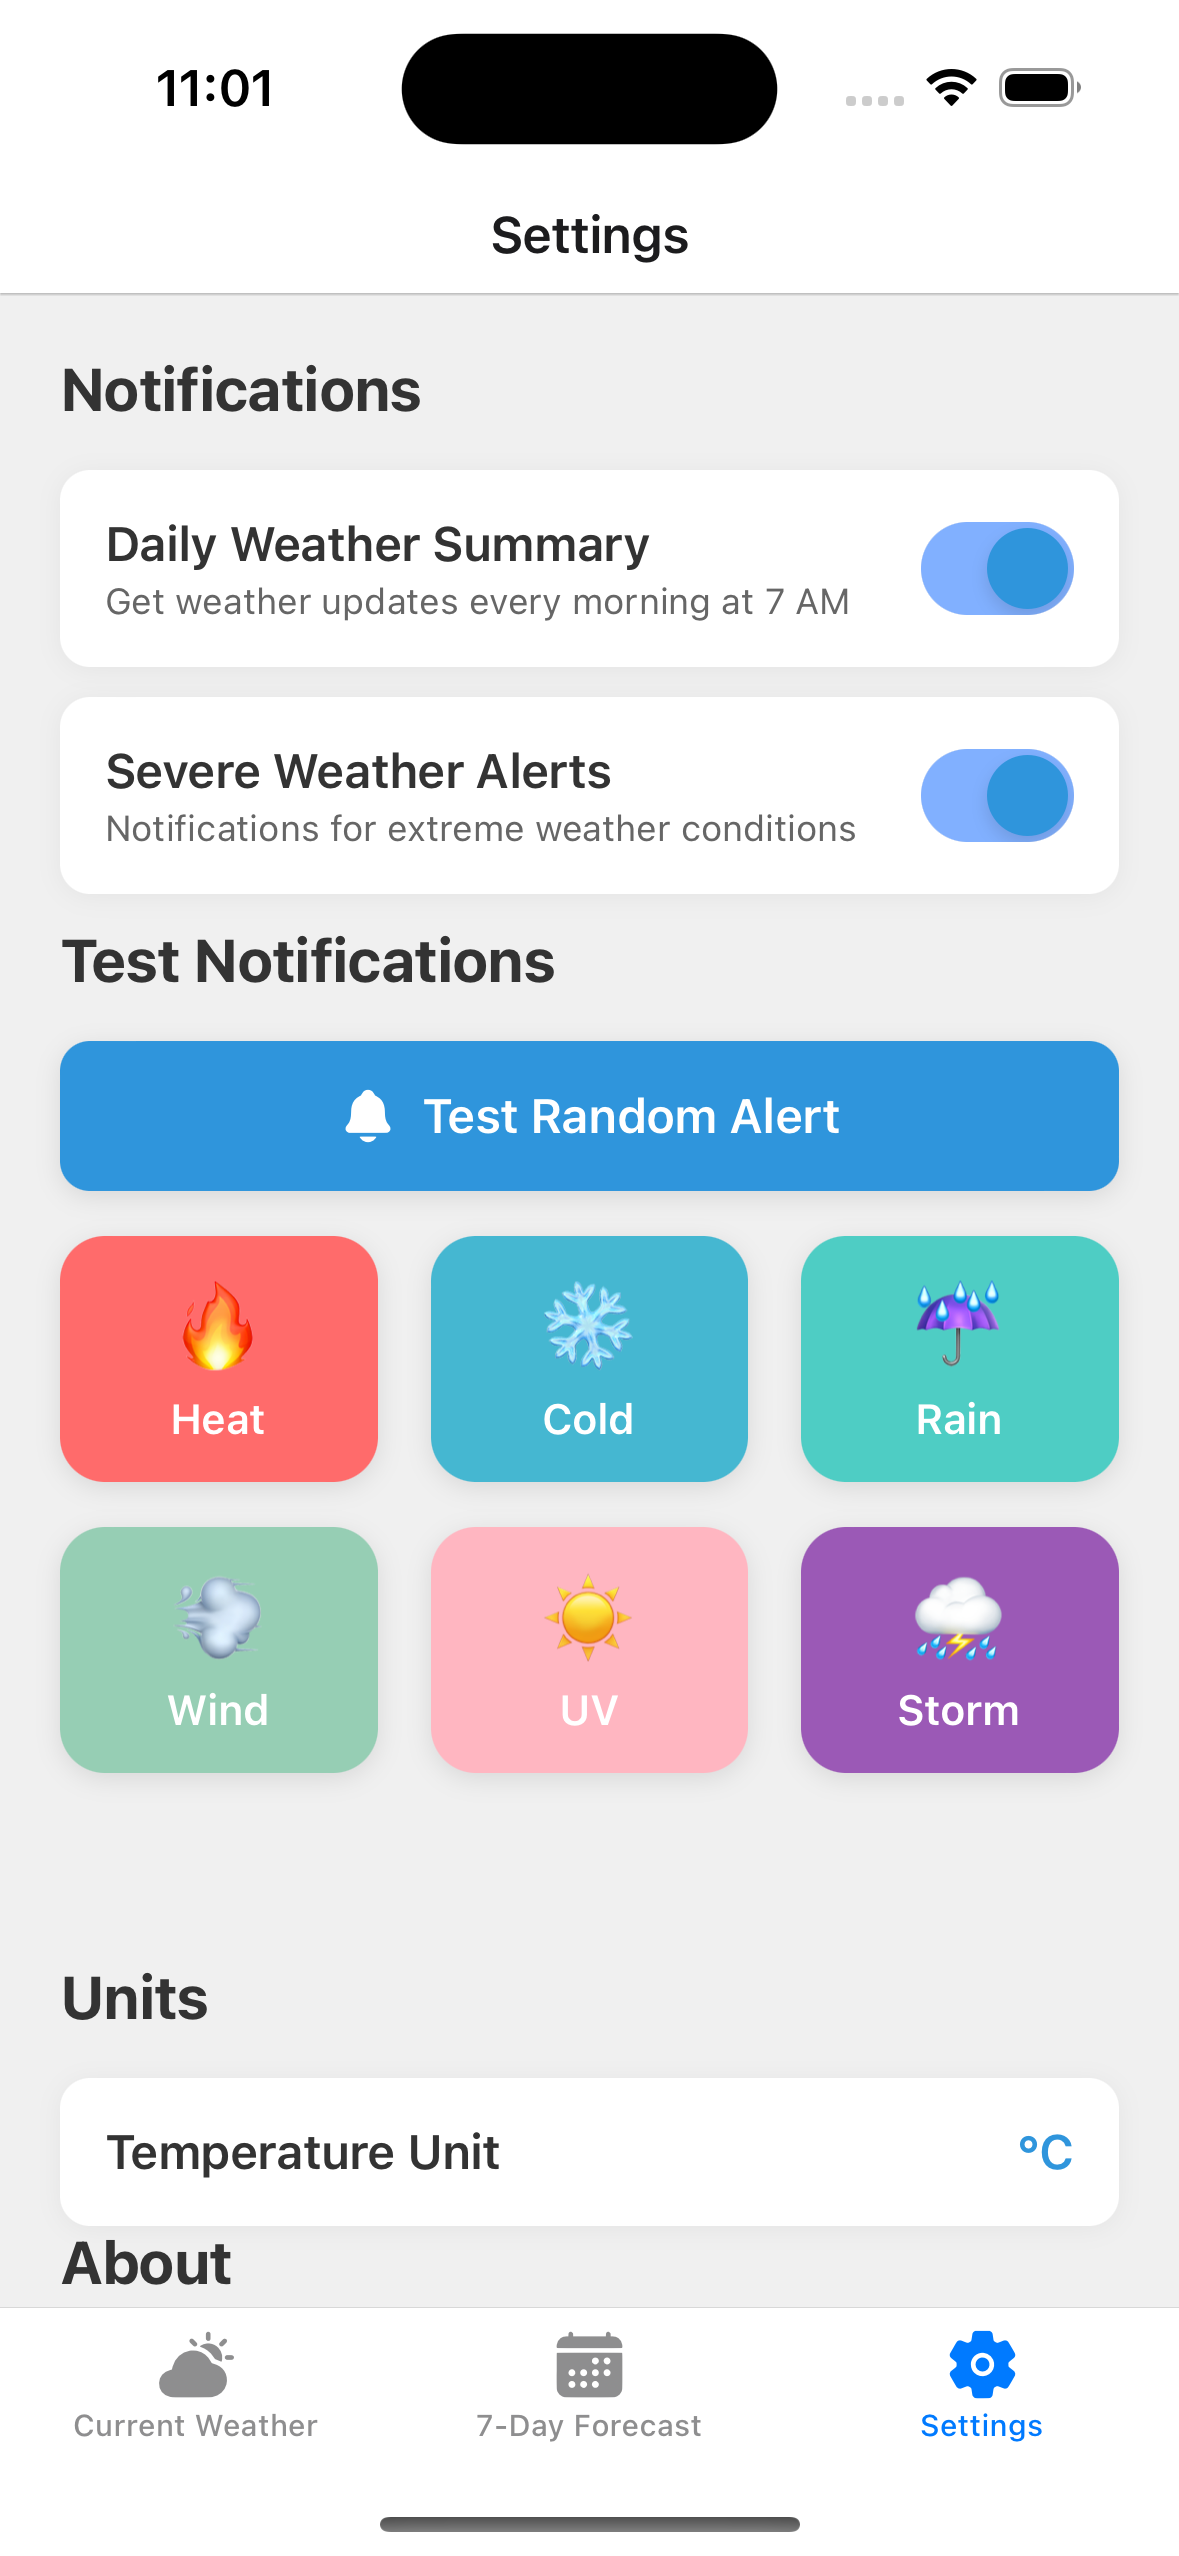 11:01
Settings
Notifications
Daily Weather Summary
Get weather updates every morning at 7 AM
Severe Weather Alerts
Notifications for extreme weather conditions
Test Notifications
Test Random Alert
Heat
Cold
Rain
Wind
UV
Storm
Units
Temperature Unit
°C
About
Current Weather
7-Day Forecast
Settings